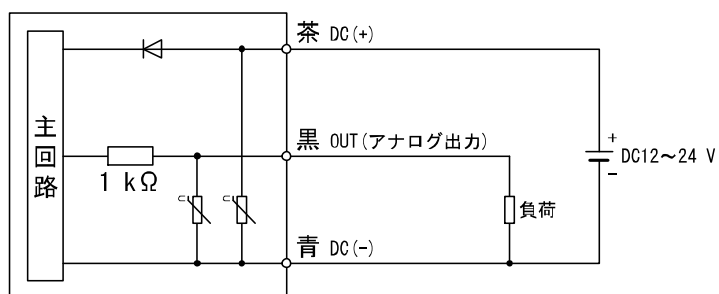 茶 DC(+)
主回路
1 kΩ
黒 OUT(アナログ出力)
+
DC12～24 V
-
負荷
青 DC(-)